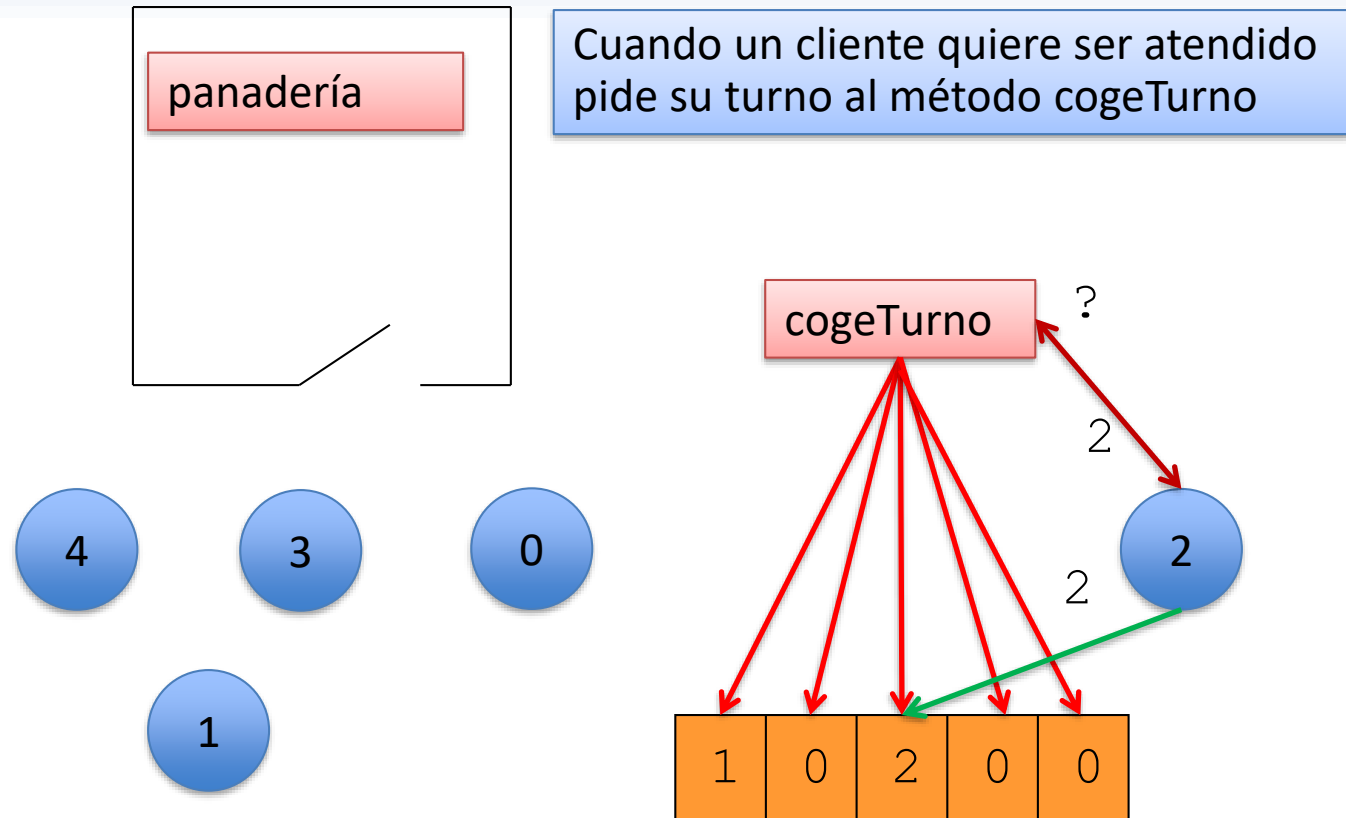 panadería
Cuando un cliente quiere ser atendido
pide su turno al método cogeTurno
cogeTurno
?
2
4
3
0
2
2
1
1 0 2 0 0